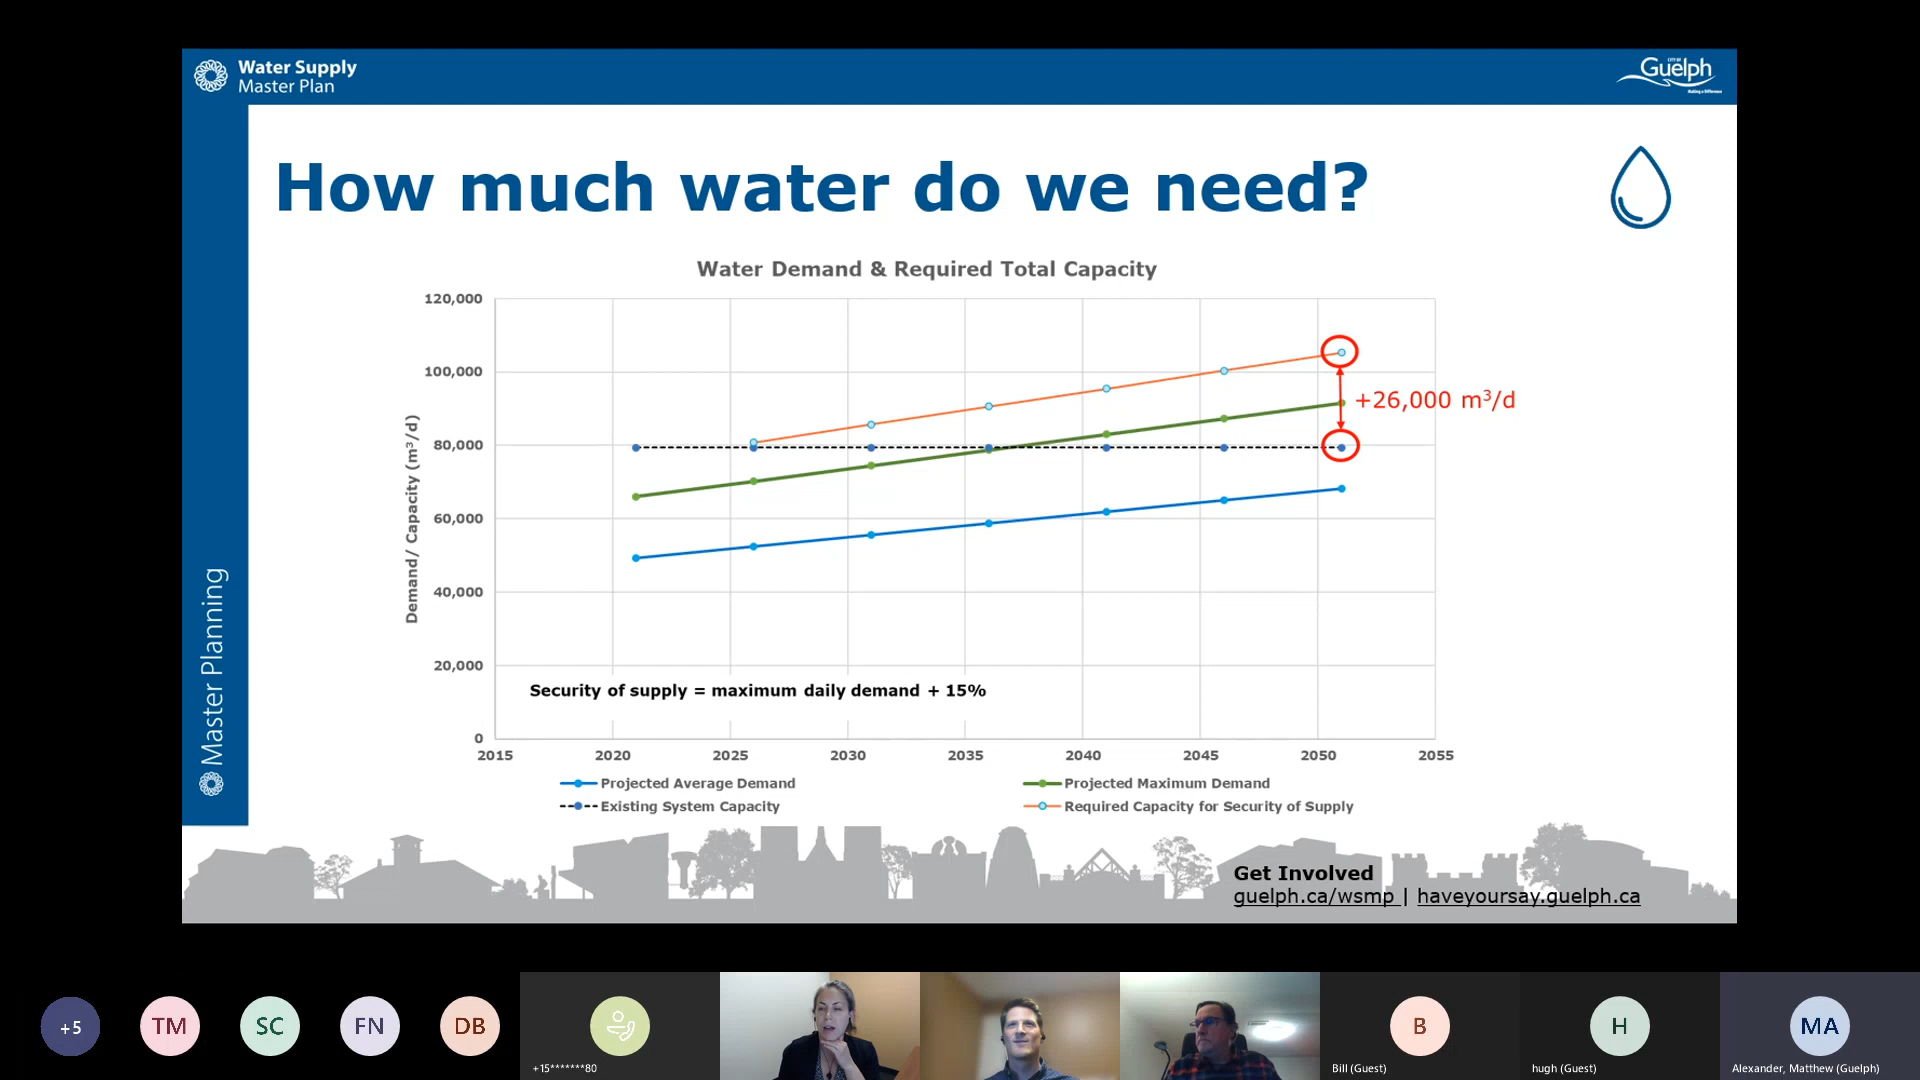 Water Supply
Master Plan
CITY OF
Guelph
Making a Difference
Master Planning
How much water do we need?
Water Demand & Required Total Capacity
Demand/ Capacity (m³/d)
120,000
100,000
80,000
60,000
40,000
20,000
0
+26,000 m³/d
Security of supply = maximum daily demand + 15%
2015 2020 2025 2030 2035 2040 2045 2050 2055
Projected Average Demand
Projected Maximum Demand
Existing System Capacity
Required Capacity for Security of Supply
Get Involved
guelph.ca/wsmp | haveyoursay.guelph.ca
+5
TM
SC
FN
DB
+15*******80
B
Bill (Guest)
H
hugh (Guest)
MA
Alexander, Matthew (Guelph)